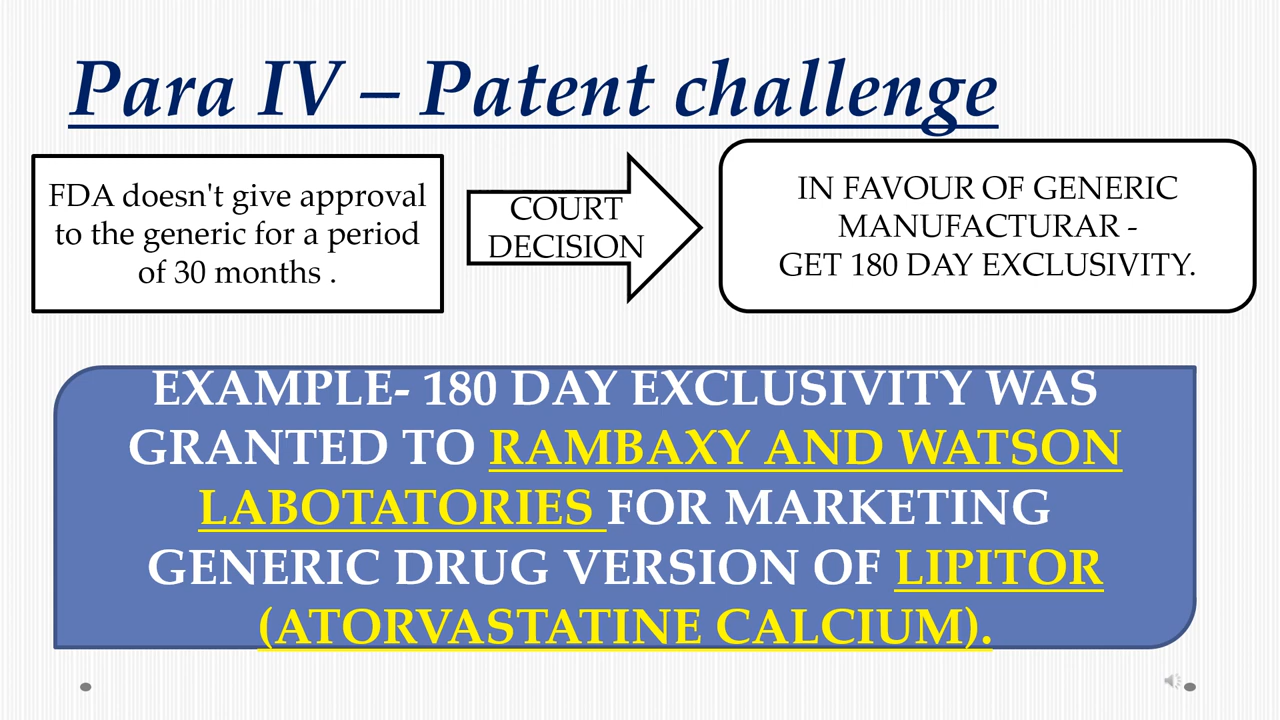 Para IV – Patent challenge
FDA doesn't give approval
to the generic for a period
of 30 months .
COURT
DECISION
IN FAVOUR OF GENERIC
MANUFACTURAR -
GET 180 DAY EXCLUSIVITY.
EXAMPLE- 180 DAY EXCLUSIVITY WAS
GRANTED TO RAMBAXY AND WATSON
LABOTATORIES FOR MARKETING
GENERIC DRUG VERSION OF LIPITOR
(ATORVASTATINE CALCIUM).